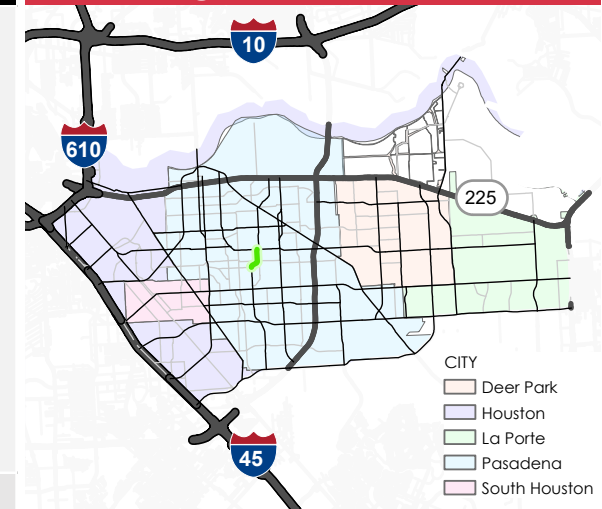 10
610
225
CITY
Deer Park
Houston
La Porte
Pasadena
45
South Houston